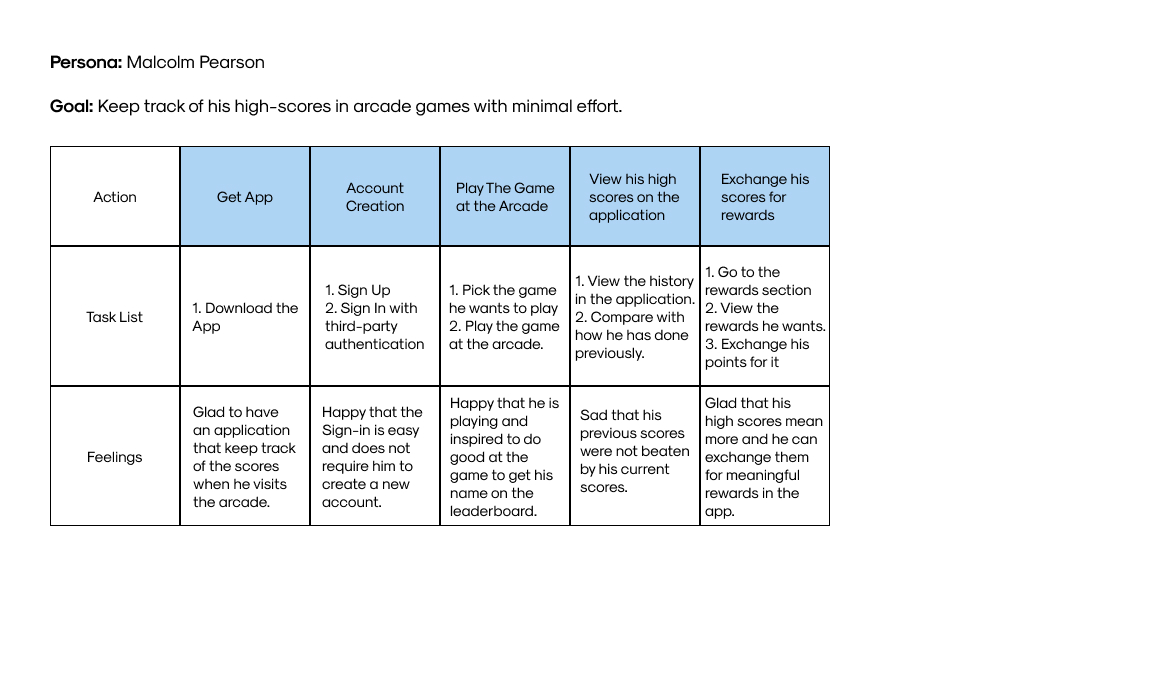 Persona: Malcolm Pearson
Goal: Keep track of his high-scores in arcade games with minimal effort.
Action
Get App
Account
Creation
Play The Game
at the Arcade
View his high
scores on the
application
Exchange his
scores for
rewards
Task List
1. Download the
App
1. Sign Up
2. Sign In with
third-party
authentication
1. Pick the game
he wants to play
2. Play the game
at the arcade.
1. View the history
in the application.
2. Compare with
how he has done
previously.
1. Go to the
rewards section
2. View the
rewards he wants.
3. Exchange his
points for it
Feelings
Glad to have
an application
that keep track
of the scores
when he visits
the arcade.
Happy that the
Sign-in is easy
and does not
require him to
create a new
account.
Happy that he is
playing and
inspired to do
good at the
game to get his
name on the
leaderboard.
Sad that his
previous scores
were not beaten
by his current
scores.
Glad that his
high scores mean
more and he can
exchange them
for meaningful
rewards in the
app.